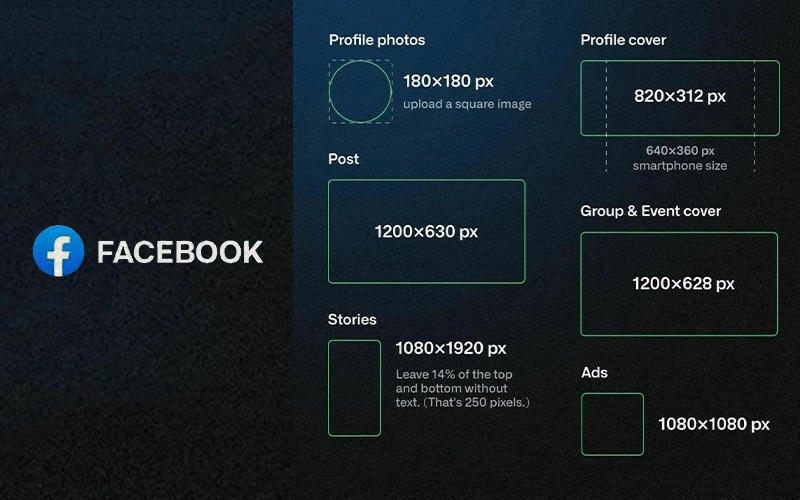 FACEBOOK
Profile photos
180×180 px
upload a square image
Post
1200×630 px
Stories
1080×1920 px
Leave 14% of the top
and bottom without
text. (That's 250 pixels.)
Profile cover
820×312 px
640×360 px
smartphone size
Group & Event cover
1200×628 px
Ads
1080×1080 px